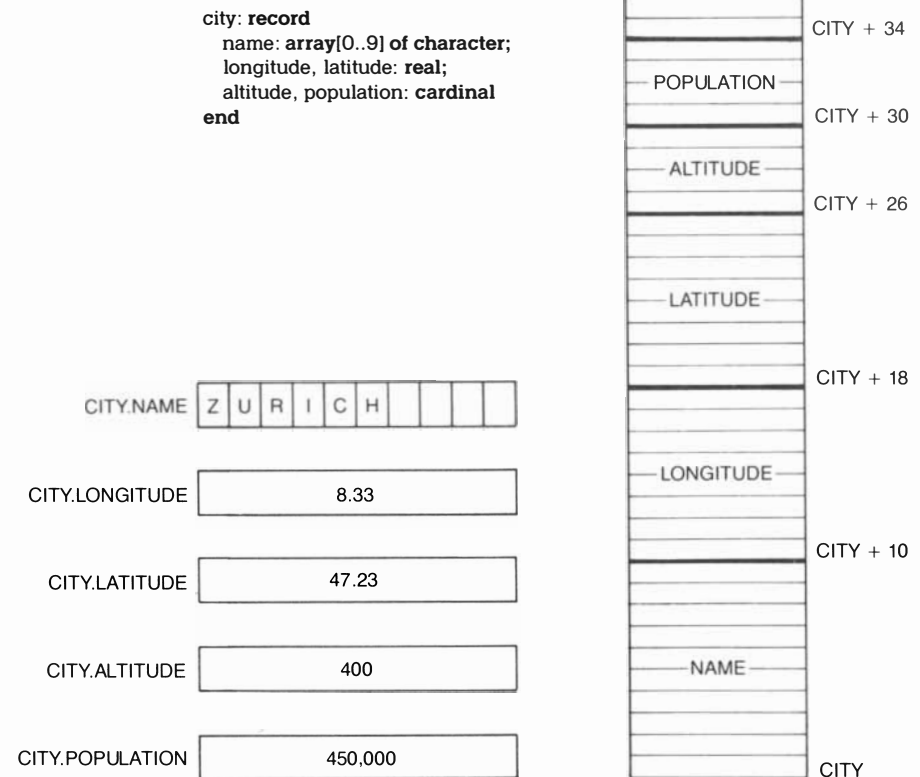 city: record
name: array[0..9] of character;
longitude, latitude: real;
altitude, population: cardinal
end
CITY.NAME Z U R I C H
CITY.LONGITUDE 8.33
CITY.LATITUDE 47.23
CITY.ALTITUDE 400
CITY.POPULATION 450,000
CITY + 34
POPULATION
CITY + 30
ALTITUDE
CITY + 26
LATITUDE
CITY + 18
LONGITUDE
CITY + 10
NAME
CITY